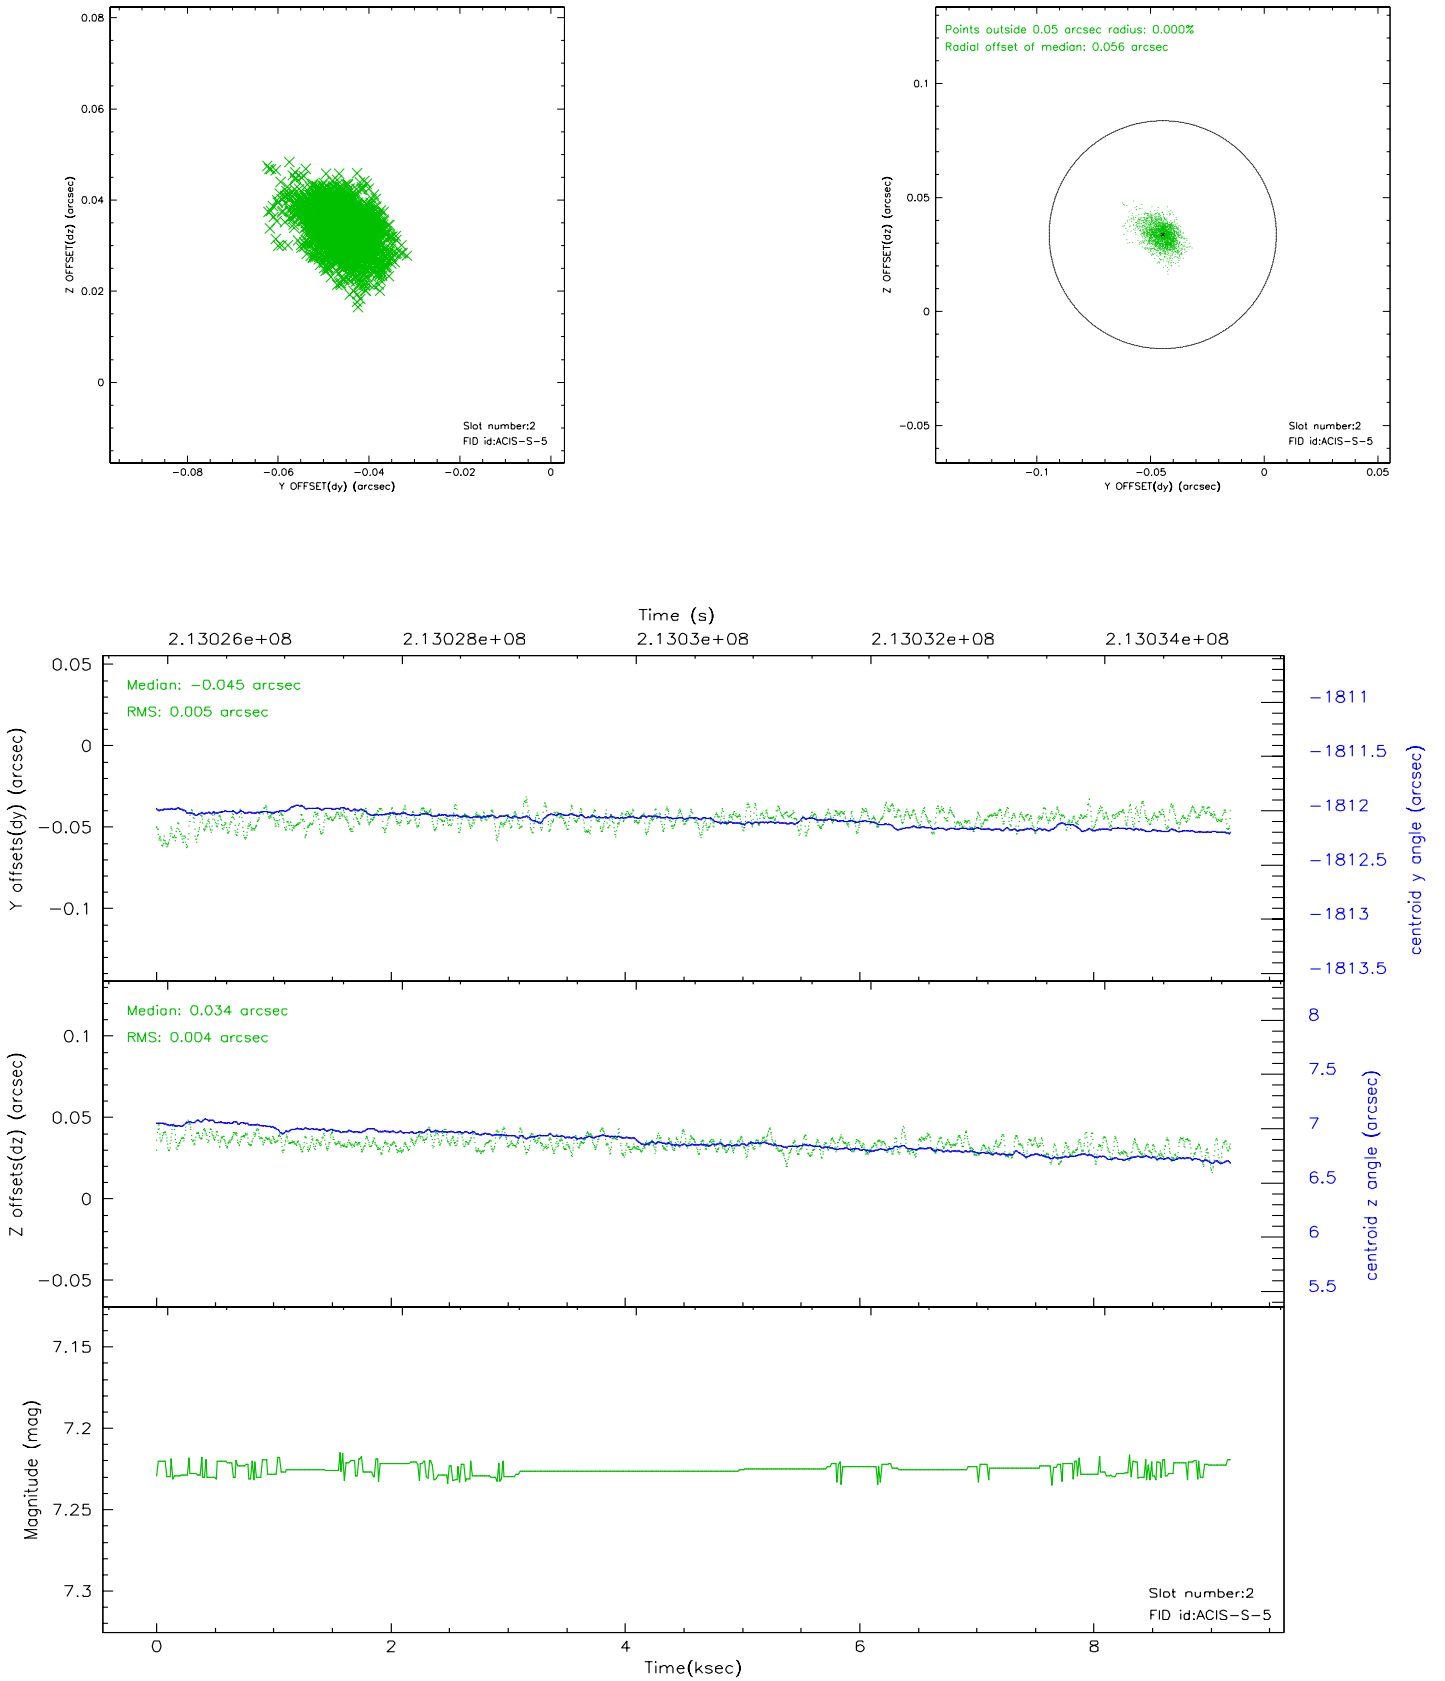 0.08
0.06
0.04
0.02
0
Z OFFSET(dz) (arcsec)
Slot number:2
FID id:ACIS-S-5
-0.08 -0.06 -0.04 -0.02 0
Y OFFSET(dy) (arcsec)
Points outside 0.05 arcsec radius: 0.000%
Radial offset of median: 0.056 arcsec
0.1
0.05
0
-0.05
Z OFFSET(dz) (arcsec)
Slot number:2
FID id:ACIS-S-5
-0.1 -0.05 0 0.05
Y OFFSET(dy) (arcsec)
Time (s)
2.13026e+08 2.13028e+08 2.1303e+08 2.13032e+08 2.13034e+08
Median: -0.045 arcsec
RMS: 0.005 arcsec
0.05
0
-0.05
-0.1
Y offsets(dy) (arcsec)
-1811
-1811.5
-1812
-1812.5
-1813
-1813.5
centroid y angle (arcsec)
Median: 0.034 arcsec
RMS: 0.004 arcsec
0.1
0.05
0
-0.05
Z offsets(dz) (arcsec)
8
7.5
7
6.5
6
5.5
centroid z angle (arcsec)
7.15
7.2
7.25
7.3
Magnitude (mag)
Slot number:2
FID id:ACIS-S-5
0 2 4 6 8
Time(ksec)